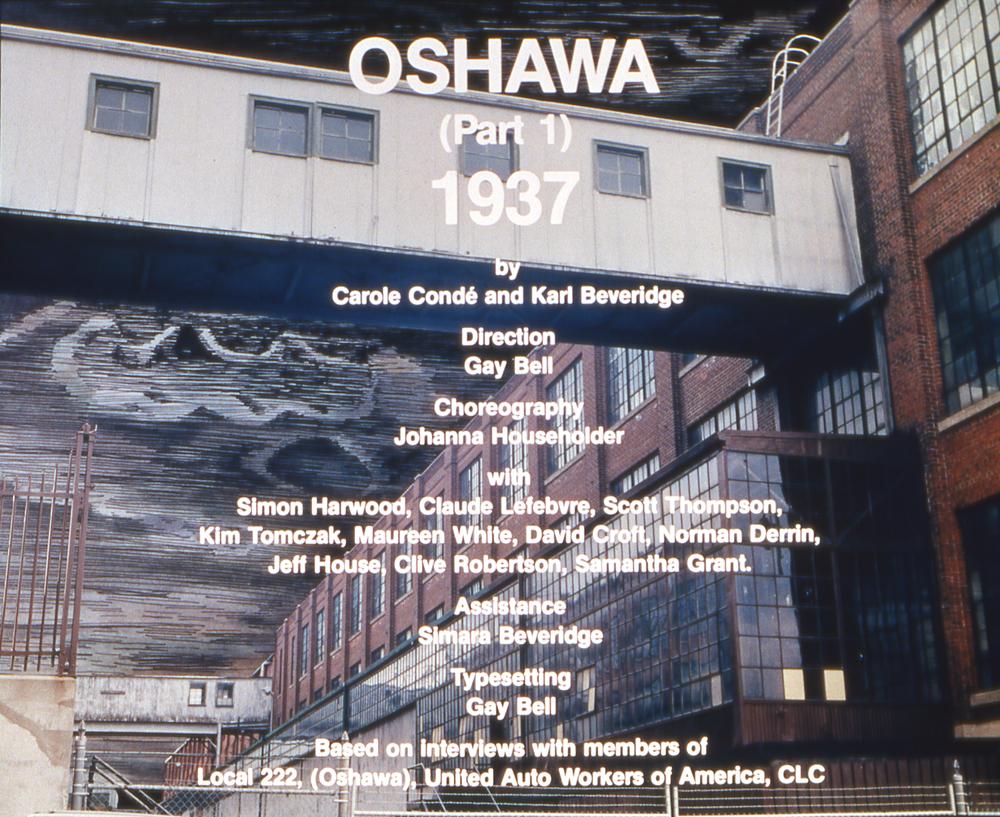 OSHAWA
(Part 1)
1937
by
Carole Condé and Karl Beveridge
Direction
Gay Bell
Choreography
Johanna Householder
with
Simon Harwood, Claude Lefebvre, Scott Thompson,
Kim Tomczak, Maureen White, David Croft, Norman Derrin,
Jeff House, Clive Robertson, Samantha Grant.
Assistance
Simara Beveridge
Typesetting
Gay Bell
Based on interviews with members of
Local 222, (Oshawa), United Auto Workers of America, CLC